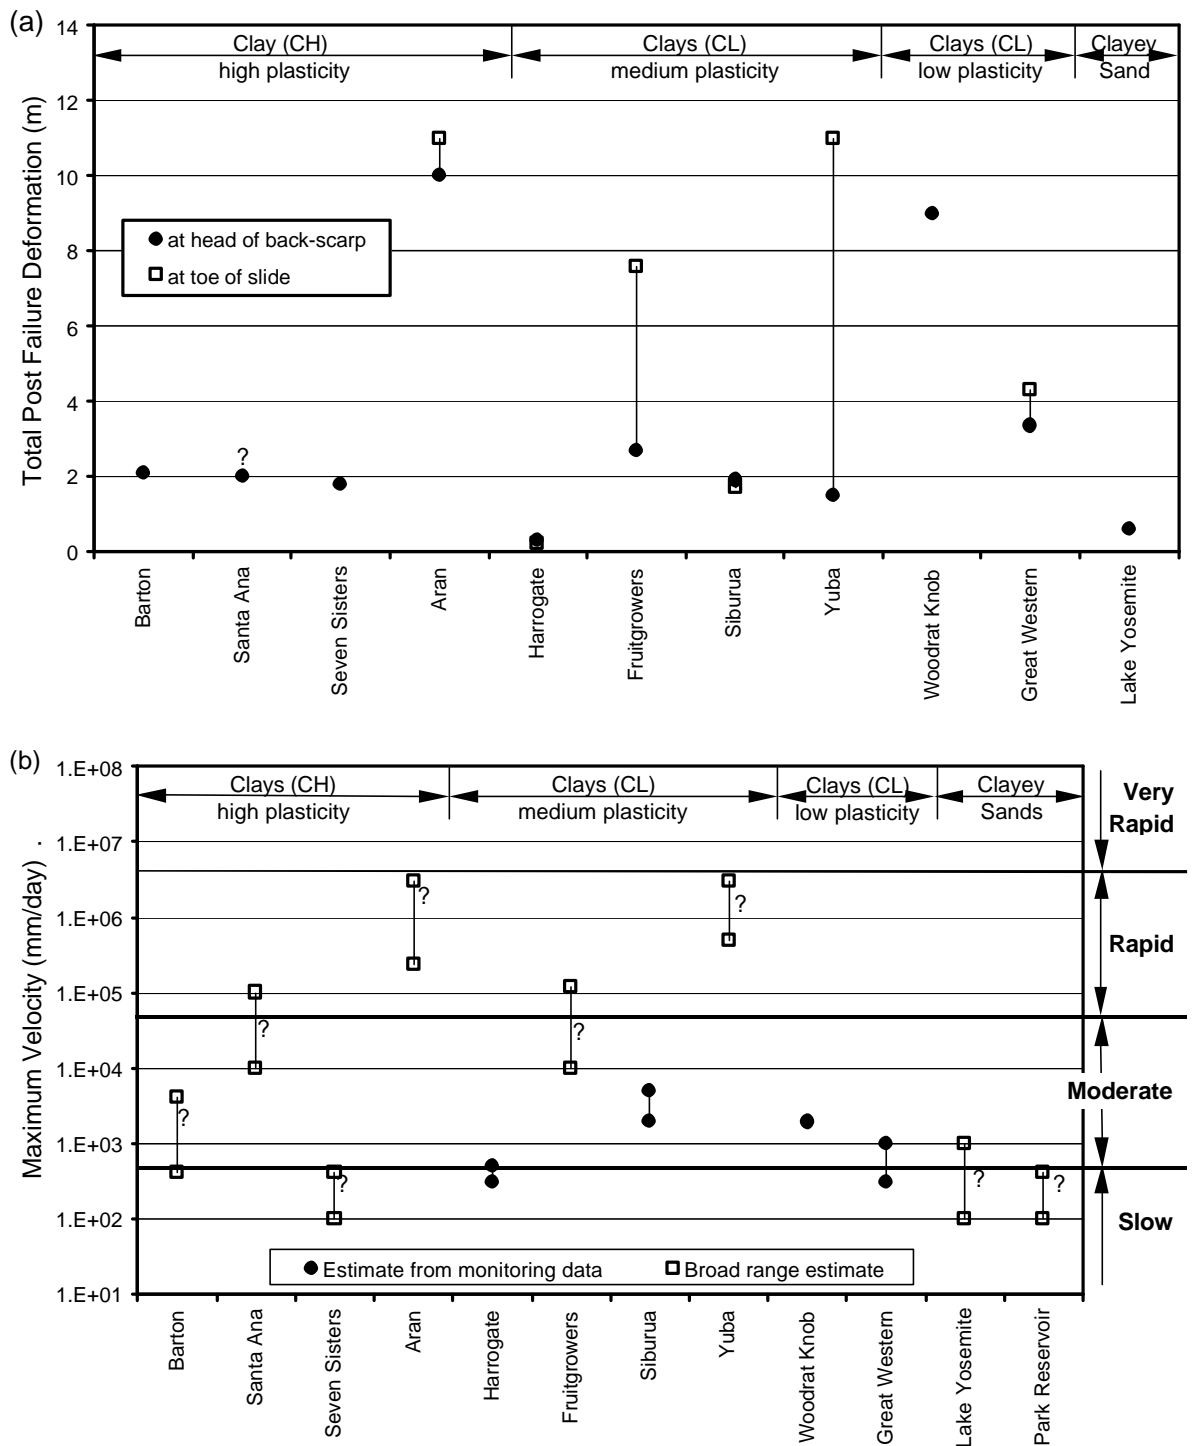 (a)
14
12
10
8
6
4
2
0
Total Post Failure Deformation (m)
Clay (CH)
high plasticity
Clays (CL)
medium plasticity
Clays (CL)
low plasticity
Clayey
Sand
at head of back-scarp
at toe of slide
?
Barton
Santa Ana
Seven Sisters
Aran
Harrogate
Fruitgrowers
Siburua
Yuba
Woodrat Knob
Great Western
Lake Yosemite
(b)
1.E+08
1.E+07
1.E+06
1.E+05
1.E+04
1.E+03
1.E+02
1.E+01
Maximum Velocity (mm/day) .
Clays (CH)
high plasticity
Clays (CL)
medium plasticity
Clays (CL)
low plasticity
Clayey
Sands
Very
Rapid
Rapid
Moderate
Slow
?
?
?
?
?
?
?
?
Estimate from monitoring data
Broad range estimate
Barton
Santa Ana
Seven Sisters
Aran
Harrogate
Fruitgrowers
Siburua
Yuba
Woodrat Knob
Great Western
Lake Yosemite
Park Reservoir